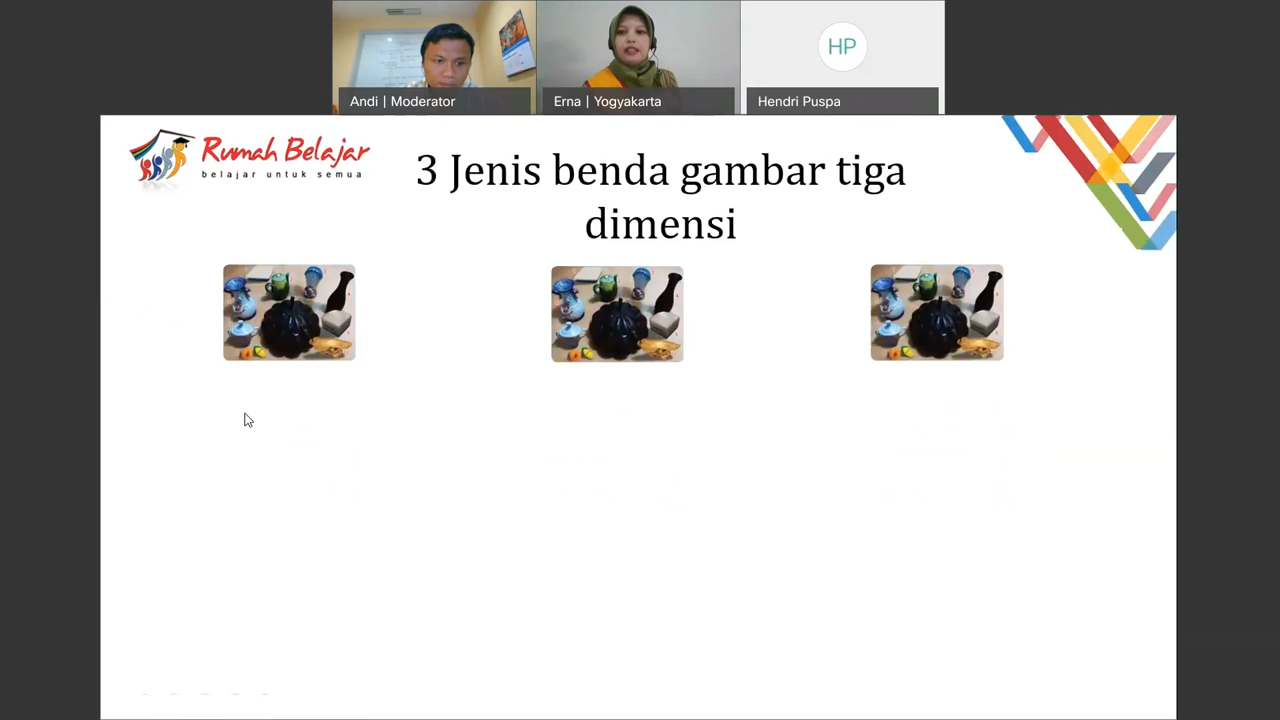 Andi | Moderator
Erna | Yogyakarta
HP
Hendri Puspa
Rumah Belajar
belajar untuk semua
3 Jenis benda gambar tiga
dimensi